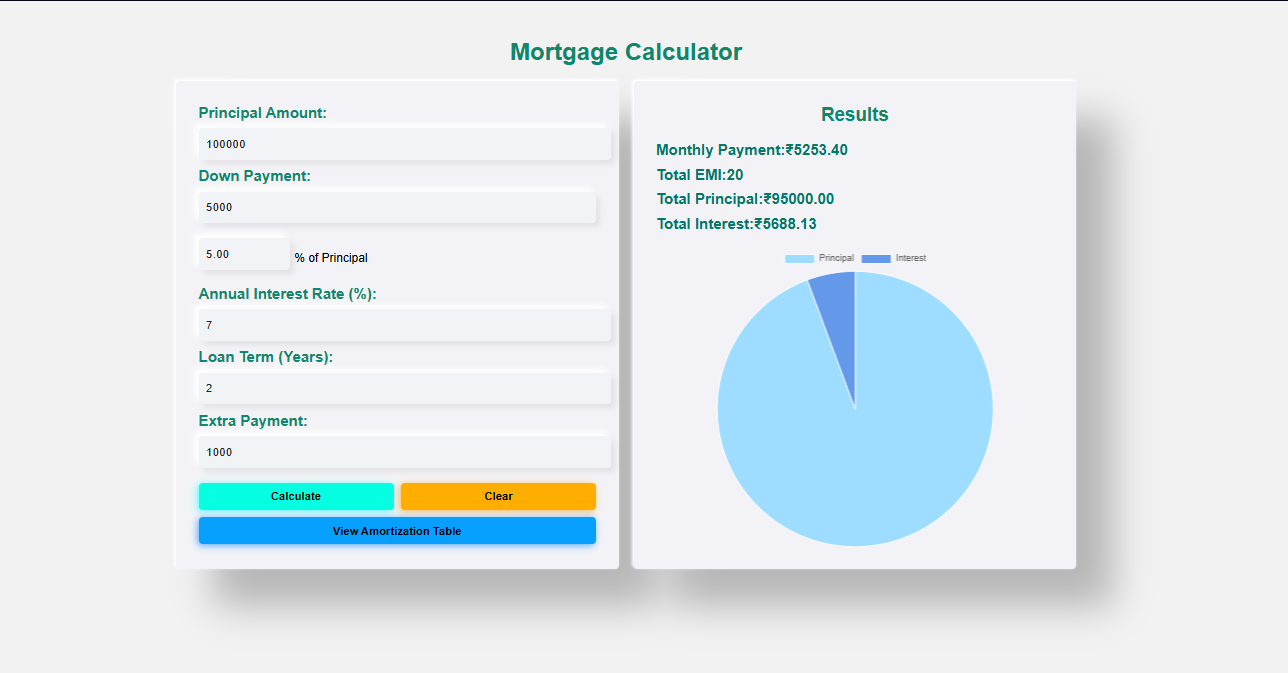 Mortgage Calculator
Principal Amount:
100000
Down Payment:
5000
5.00 % of Principal
Annual Interest Rate (%):
7
Loan Term (Years):
2
Extra Payment:
1000
Calculate Clear
View Amortization Table
Results
Monthly Payment:₹5253.40
Total EMI:20
Total Principal:₹95000.00
Total Interest:₹5688.13
Principal Interest